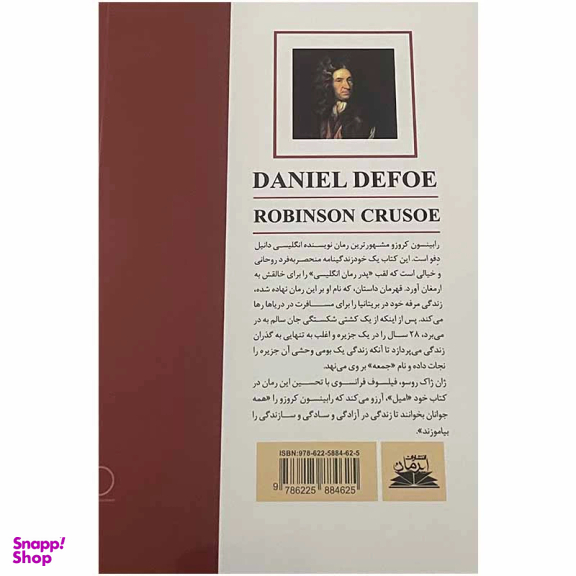 DANIEL DEFOE
ROBINSON CRUSOE
رابینسون کروزو مشهورترین رمان نویسنده انگلیسی دانیل
دفو است. این کتاب یک خودزندگینامه منحصربه‌فرد روحانی
و خیالی است که لقب «پدر رمان انگلیسی» را برای خالقش به
ارمغان آورد. قهرمان داستان، که نام او بر این رمان نهاده شده،
زندگی مرفه خود در بریتانیا را برای مسافرت در دریاها رها
می‌کند. پس از اینکه از یک کشتی شکستگی جان سالم به در
می‌برد، ۲۸ سال را در یک جزیره و اغلب به تنهایی به گذران
زندگی می‌پردازد تا آنکه زندگی یک بومی وحشی آن جزیره را
نجات داده و نام «جمعه» بر وی می‌نهد.
ژان ژاک روسو، فیلسوف فرانسوی با تحسین این رمان در
کتاب خود «امیل»، آرزو می‌کند که رابینسون کروزو را «همه
جوانان بخوانند تا زندگی در آزادگی و سادگی و سازندگی را
بیاموزند».
ISBN:978-622-5884-62-5
9 786225 884625
Snapp!
Shop